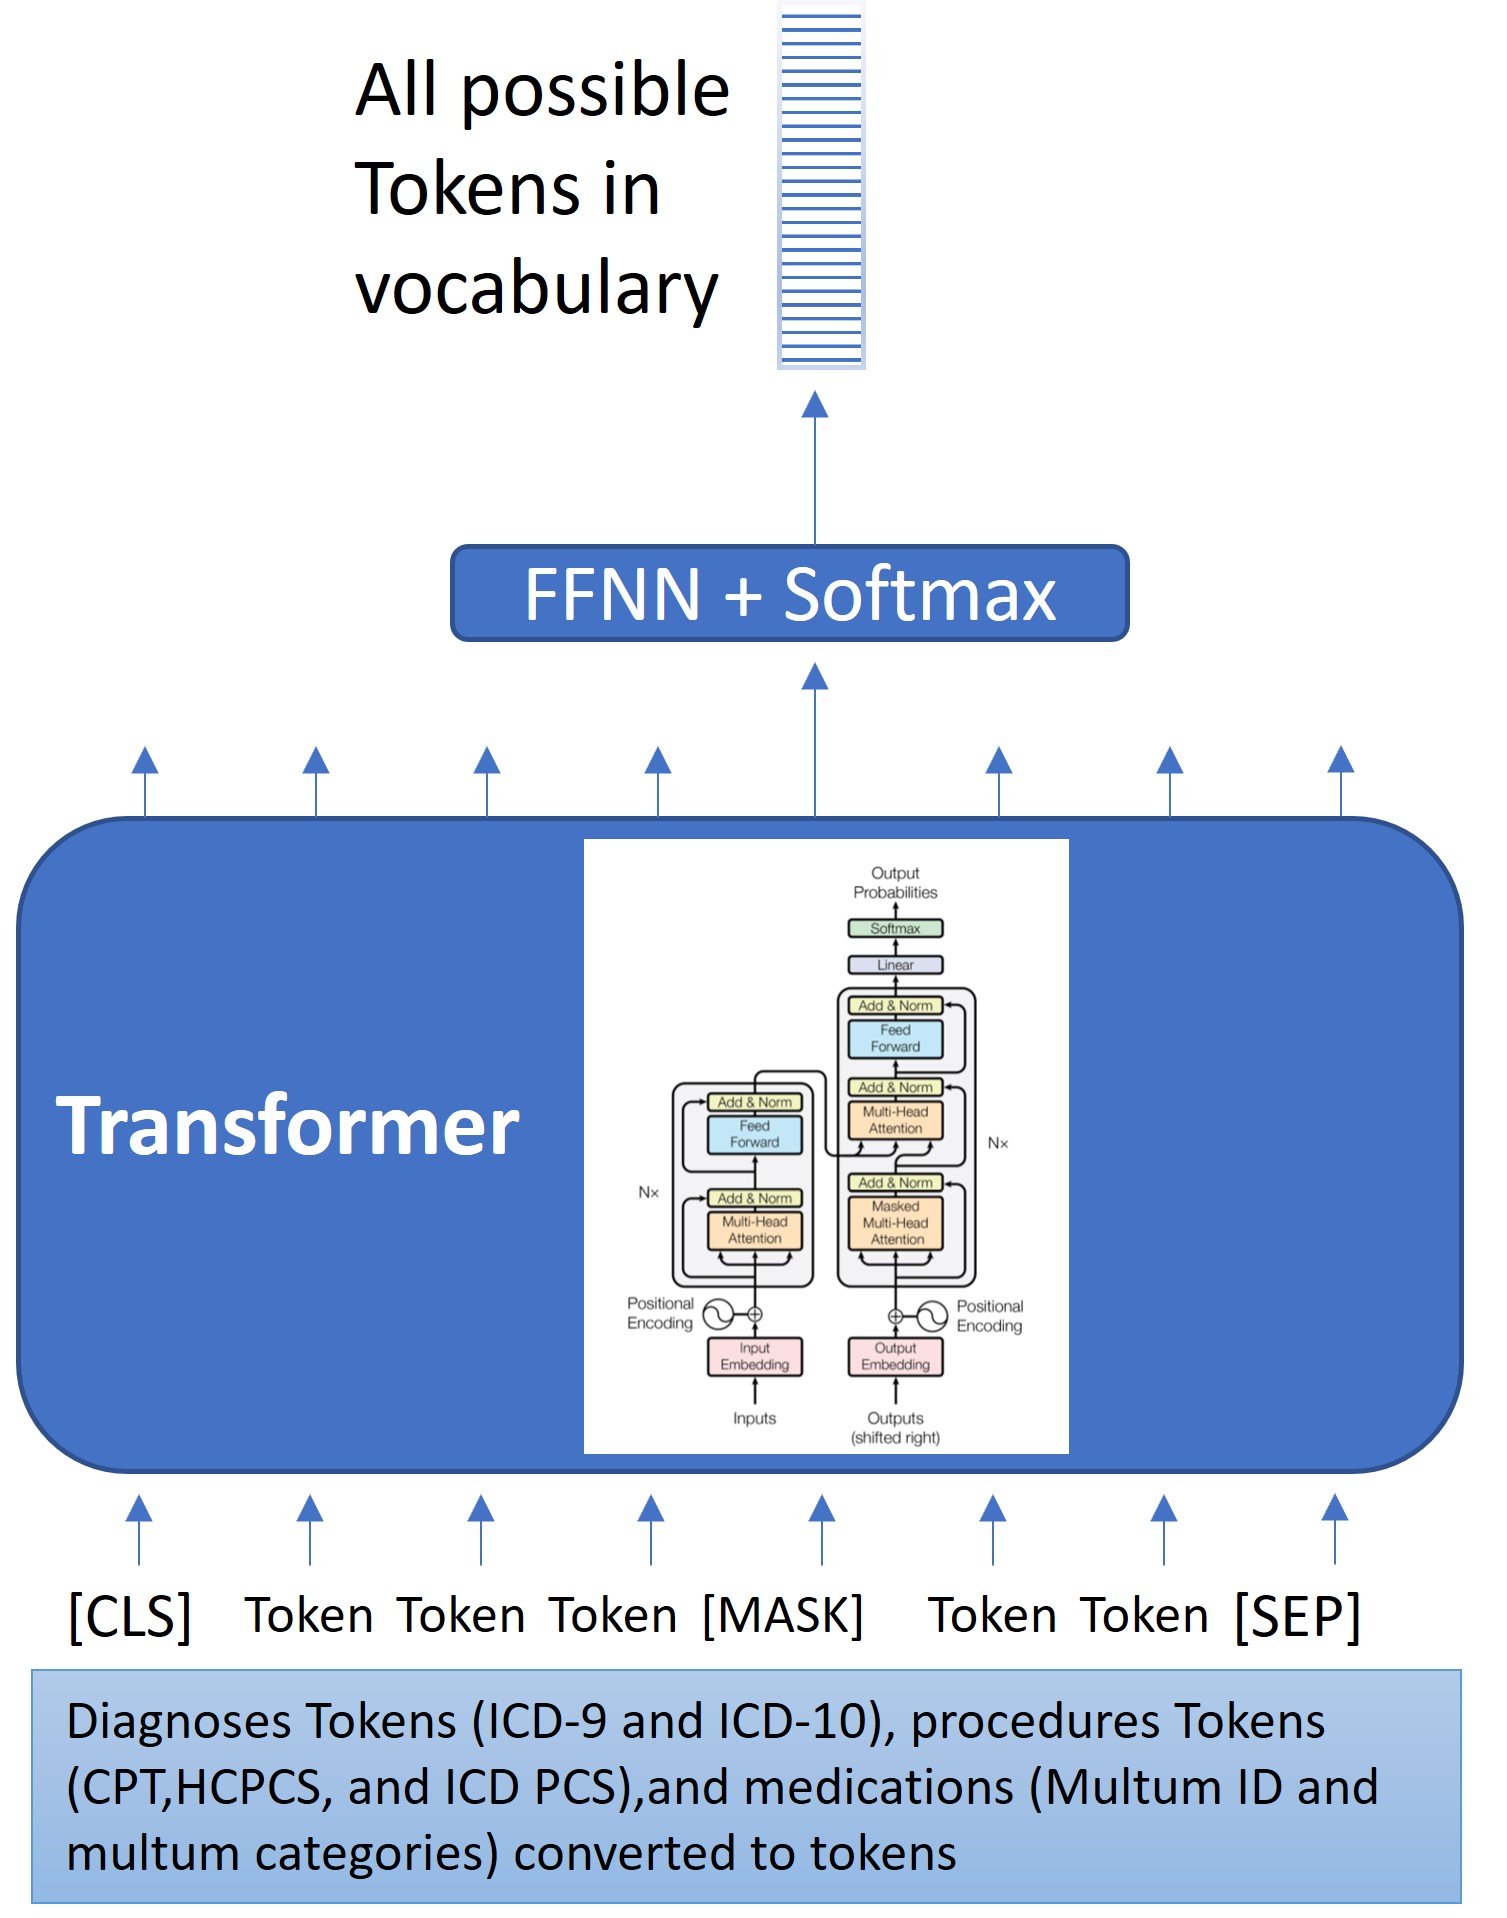 All possible
Tokens in
vocabulary
FFNN + Softmax
Transformer
Output
Probabilities
Softmax
Linear
Add & Norm
Feed
Forward
Add & Norm
Multi-Head
Attention
Nx
Add & Norm
Masked
Multi-Head
Attention
Add & Norm
Feed
Forward
Nx
Add & Norm
Multi-Head
Attention
Positional
Encoding
Positional
Encoding
Input
Embedding
Output
Embedding
Inputs
Outputs
(shifted right)
[CLS] Token Token Token [MASK] Token Token [SEP]
Diagnoses Tokens (ICD-9 and ICD-10), procedures Tokens
(CPT,HCPCS, and ICD PCS),and medications (Multum ID and
multum categories) converted to tokens